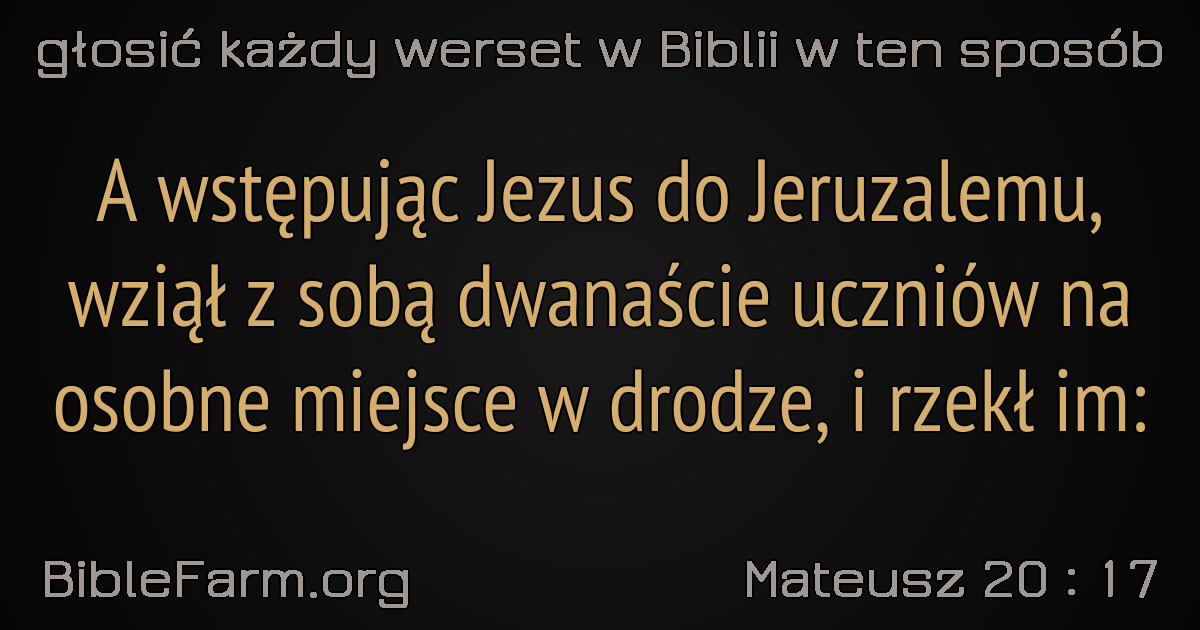 głosić każdy werset w Biblii w ten sposób
A wstępując Jezus do Jeruzalemu,
wziął z sobą dwanaście uczniów na
osobne miejsce w drodze, i rzekł im:
BibleFarm.org
Mateusz 20 : 17